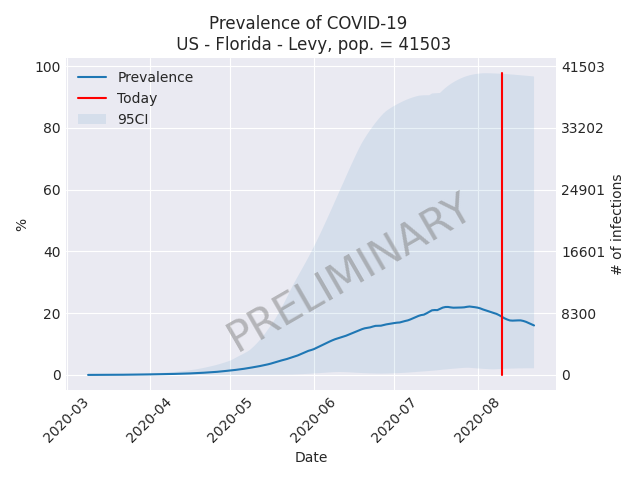 Prevalence of COVID-19
US - Florida - Levy, pop. = 41503
100
80
60
40
20
0
%
Prevalence
Today
95CI
PRELIMINARY
41503
33202
24901
16601
8300
0
# of infections
2020-03
2020-04
2020-05
2020-06
2020-07
2020-08
Date